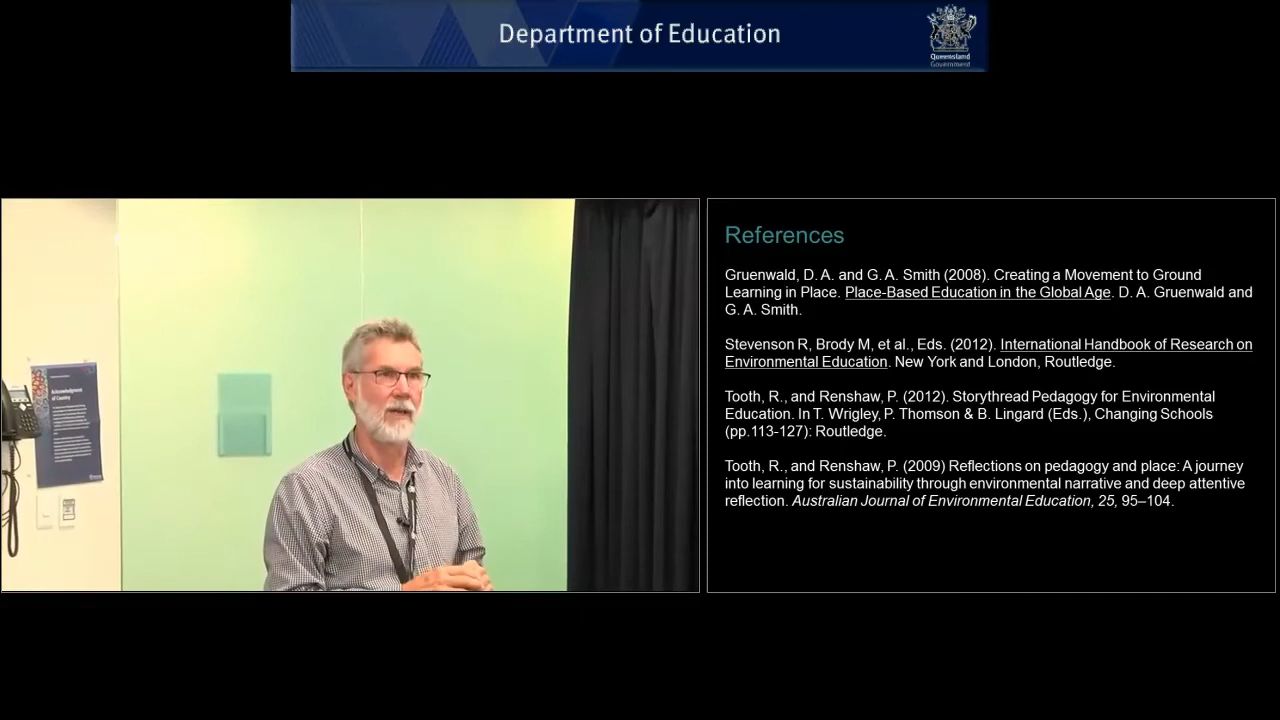 Department of Education
Queensland
Government
Acknowledgment
of Country
References
Gruenwald, D. A. and G. A. Smith (2008). Creating a Movement to Ground
Learning in Place. Place-Based Education in the Global Age. D. A. Gruenwald and
G. A. Smith.
Stevenson R, Brody M, et al., Eds. (2012). International Handbook of Research on
Environmental Education. New York and London, Routledge.
Tooth, R., and Renshaw, P. (2012). Storythread Pedagogy for Environmental
Education. In T. Wrigley, P. Thomson & B. Lingard (Eds.), Changing Schools
(pp.113-127): Routledge.
Tooth, R., and Renshaw, P. (2009) Reflections on pedagogy and place: A journey
into learning for sustainability through environmental narrative and deep attentive
reflection. Australian Journal of Environmental Education, 25, 95–104.